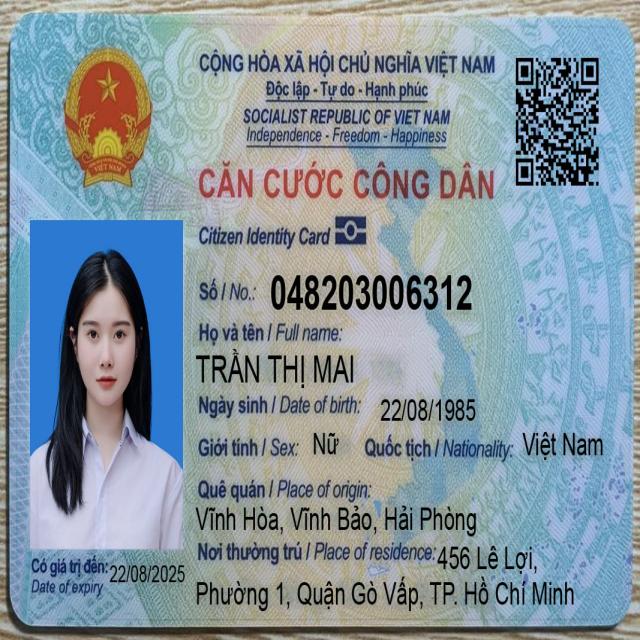 CỘNG HÒA XÃ HỘI CHỦ NGHĨA VIỆT NAM
Độc lập - Tự do - Hạnh phúc
SOCIALIST REPUBLIC OF VIET NAM
Independence - Freedom - Happiness
VIỆT NAM
CĂN CƯỚC CÔNG DÂN
Citizen Identity Card
Số / No.: 048203006312
Họ và tên / Full name:
TRẦN THỊ MAI
Ngày sinh / Date of birth: 22/08/1985
Giới tính / Sex: Nữ Quốc tịch / Nationality: Việt Nam
Quê quán / Place of origin:
Vĩnh Hòa, Vĩnh Bảo, Hải Phòng
Nơi thường trú / Place of residence: 456 Lê Lợi,
Phường 1, Quận Gò Vấp, TP. Hồ Chí Minh
Có giá trị đến: 22/08/2025
Date of expiry